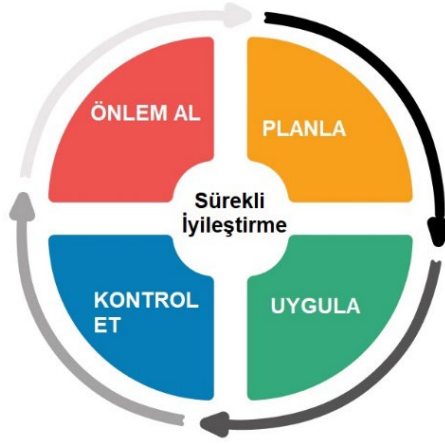 ÖNLEM AL
PLANLA
Sürekli
İyileştirme
KONTROL
ET
UYGULA